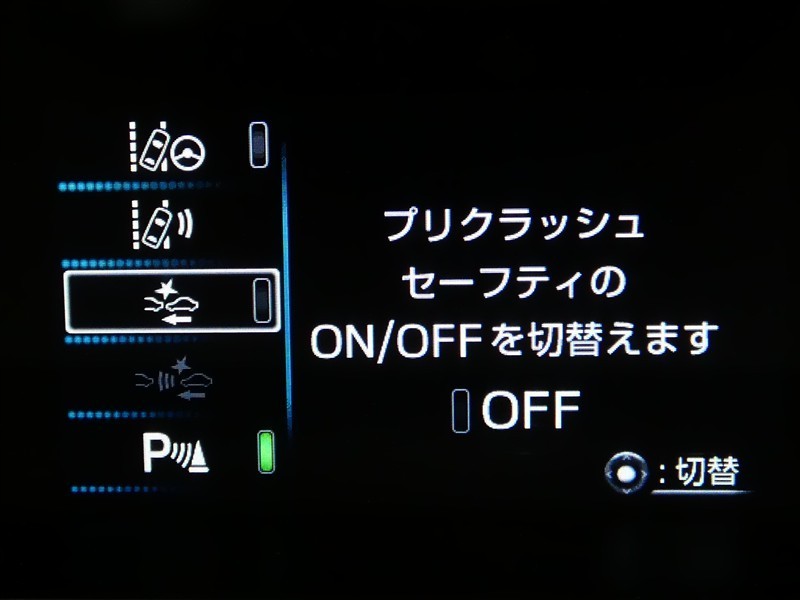 プリクラッシュ
セーフティの
ON/OFFを切替えます
OFF
P
:切替